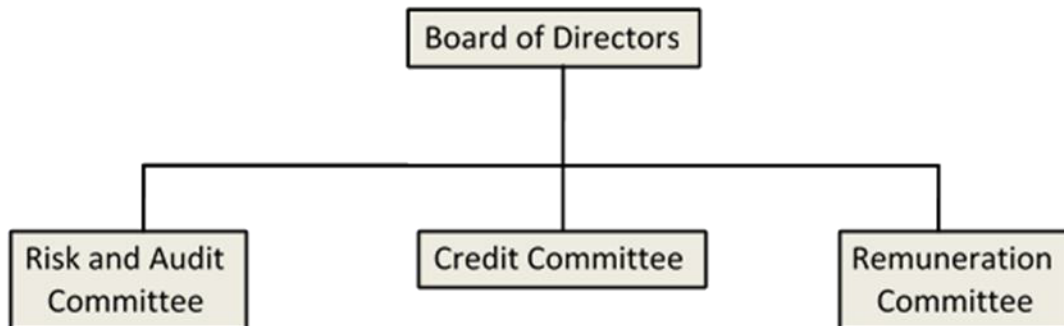 Board of Directors
Risk and Audit
Committee
Credit Committee
Remuneration
Committee